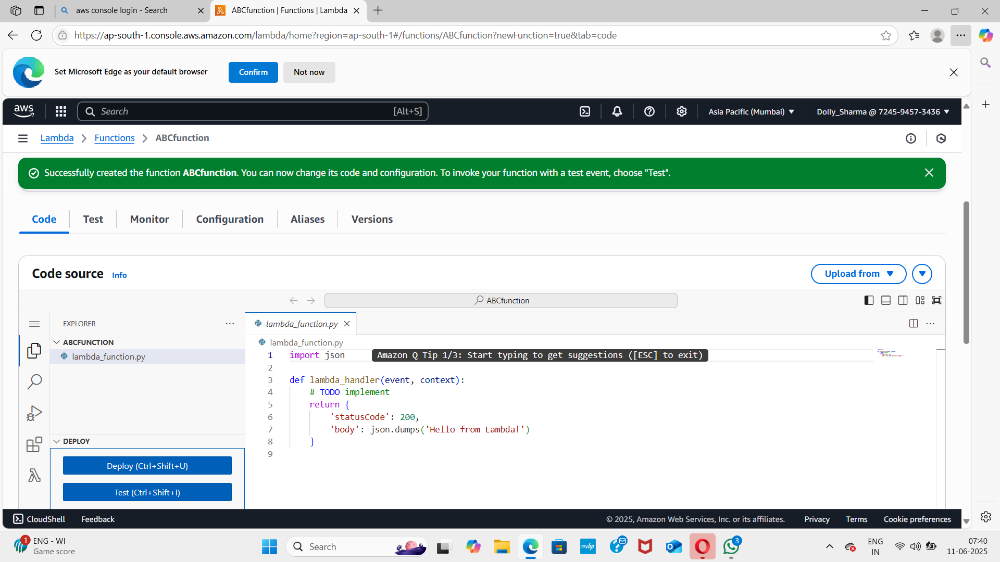 aws console login - Search
ABCfunction | Functions | Lambda
https://ap-south-1.console.aws.amazon.com/lambda/home?region=ap-south-1#/functions/ABCfunction?newFunction=true&tab=code
Set Microsoft Edge as your default browser
Confirm
Not now
aws
Search
[Alt+S]
Asia Pacific (Mumbai)
Dolly_Sharma @ 7245-9457-3436
Lambda
Functions
ABCfunction
Successfully created the function ABCfunction. You can now change its code and configuration. To invoke your function with a test event, choose "Test".
Code
Test
Monitor
Configuration
Aliases
Versions
Code source
Info
Upload from
ABCfunction
EXPLORER
lambda_function.py
ABCFUNCTION
lambda_function.py
lambda_function.py
1 import json
Amazon Q Tip 1/3: Start typing to get suggestions ([ESC] to exit)
2
3 def lambda_handler(event, context):
4 # TODO implement
5 return {
6 'statusCode': 200,
7 'body': json.dumps('Hello from Lambda!')
8 }
9
DEPLOY
Deploy (Ctrl+Shift+U)
Test (Ctrl+Shift+I)
CloudShell
Feedback
© 2025, Amazon Web Services, Inc. or its affiliates.
Privacy
Terms
Cookie preferences
1
ENG - WI
Game score
Search
myhp
3
ENG
IN
07:40
11-06-2025